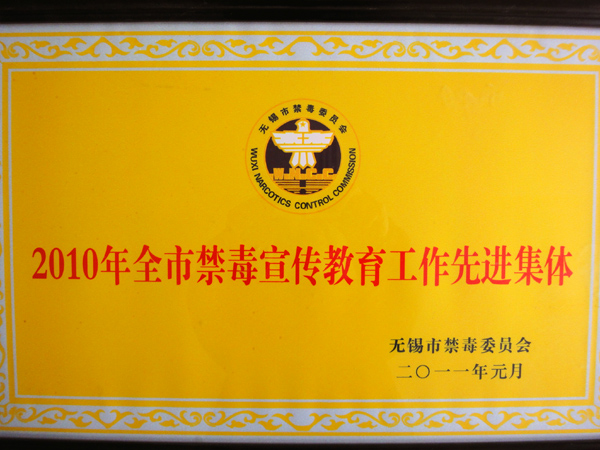 无锡市禁毒委员会
W.N.C.C
WUXI NARCOTICS CONTROL COMMISSION
2010年全市禁毒宣传教育工作先进集体
无锡市禁毒委员会
二〇一一年元月